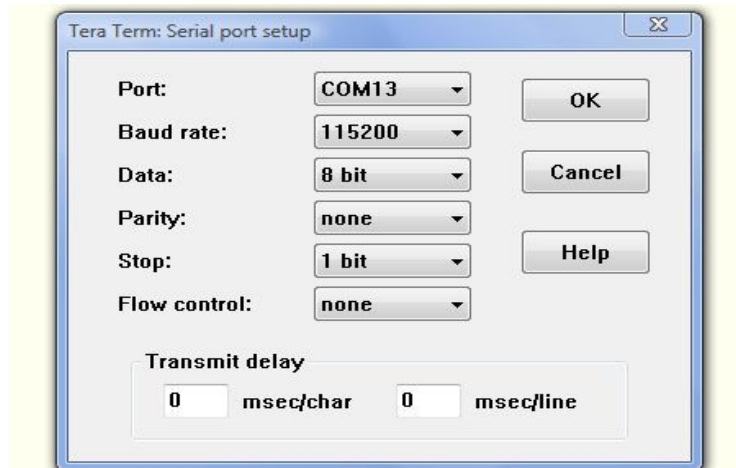 Tera Term: Serial port setup
Port: COM13 OK
Baud rate: 115200
Data: 8 bit Cancel
Parity: none
Stop: 1 bit Help
Flow control: none
Transmit delay
0 msec/char 0 msec/line